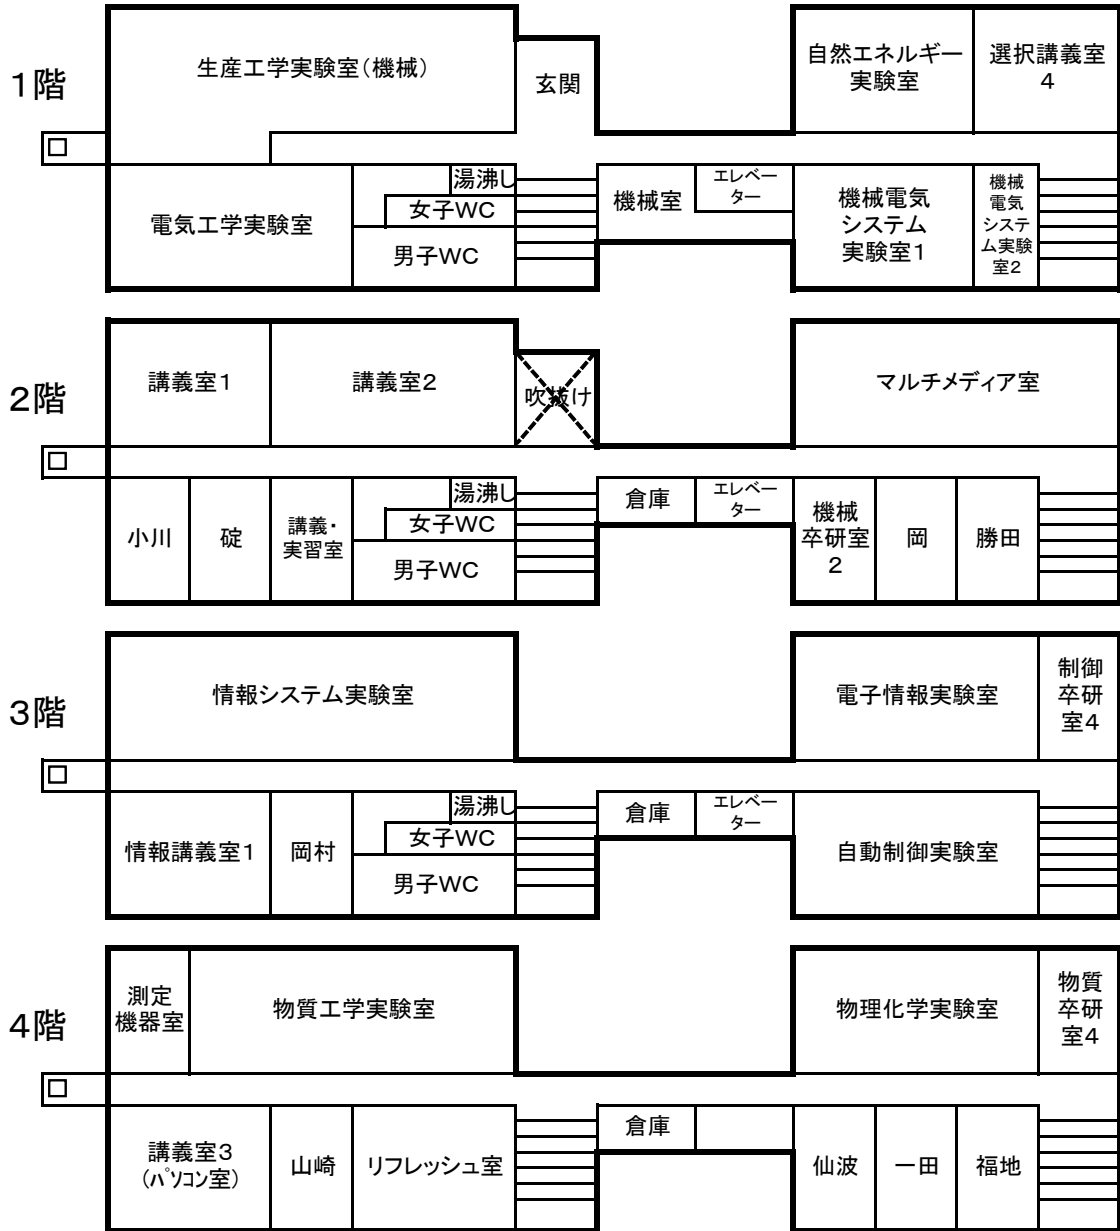 1階
生産工学実験室(機械)
玄関
自然エネルギー
実験室
選択講義室
4
電気工学実験室
湯沸し
女子WC
男子WC
機械室
エレベー
ター
機械電気
システム
実験室1
機械
電気
システ
ム実験
室2
2階
講義室1
講義室2
吹抜け
マルチメディア室
小川
碇
講義・
実習室
湯沸し
女子WC
男子WC
倉庫
エレベー
ター
機械
卒研室
2
岡
勝田
3階
情報システム実験室
電子情報実験室
制御
卒研
室4
情報講義室1
岡村
湯沸し
女子WC
男子WC
倉庫
エレベー
ター
自動制御実験室
4階
測定
機器室
物質工学実験室
物理化学実験室
物質
卒研
室4
講義室3
(パソコン室)
山崎
リフレッシュ室
倉庫
仙波
一田
福地